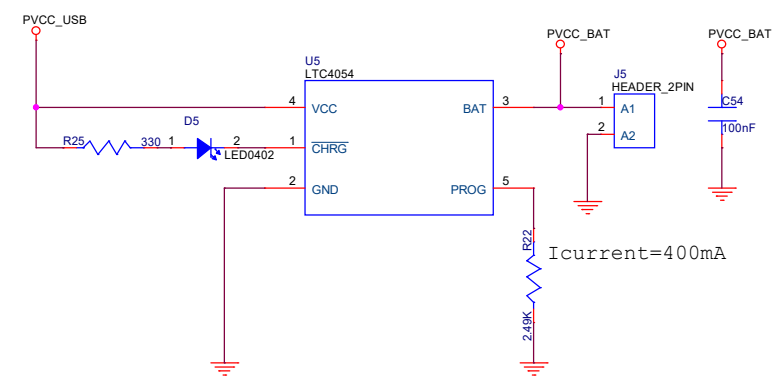 PVCC_USB
PVCC_BAT
PVCC_BAT
U5
LTC4054
J5
HEADER_2PIN
4
VCC
BAT
3
1
A1
C54
D5
2
A2
100nF
R25
330
1
2
1
CHRG
LED0402
2
GND
PROG
5
R22
Icurrent=400mA
2.49K